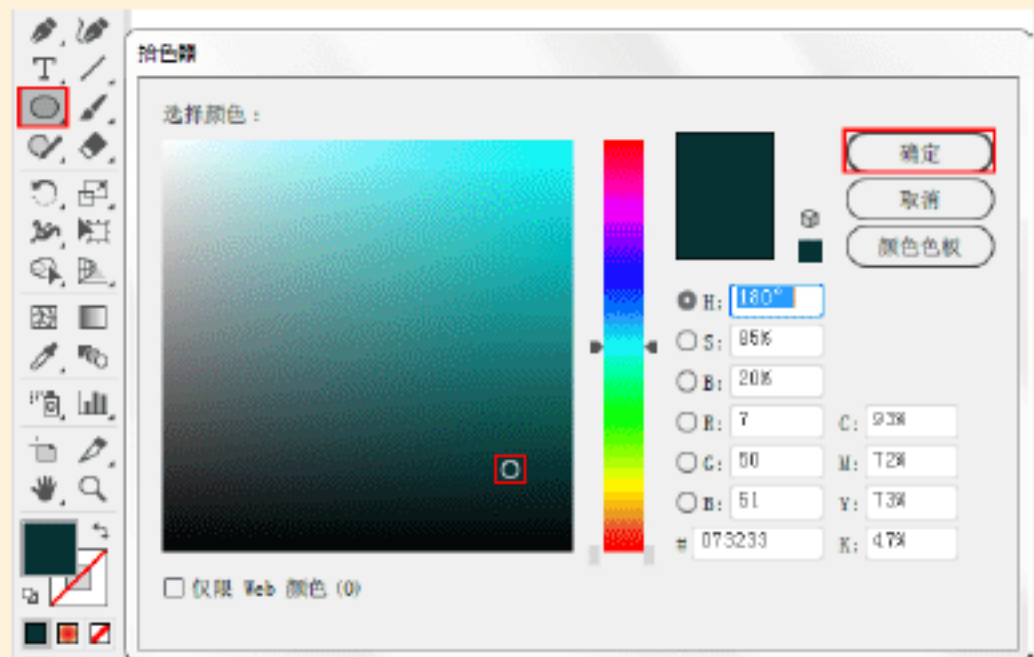 拾色器
选择颜色：
确定
取消
颜色色板
H: 180°
S: 85%
B: 20%
R: 7 C: 93%
G: 50 M: 72%
B: 51 Y: 73%
# 073233 K: 47%
仅限 Web 颜色 (O)